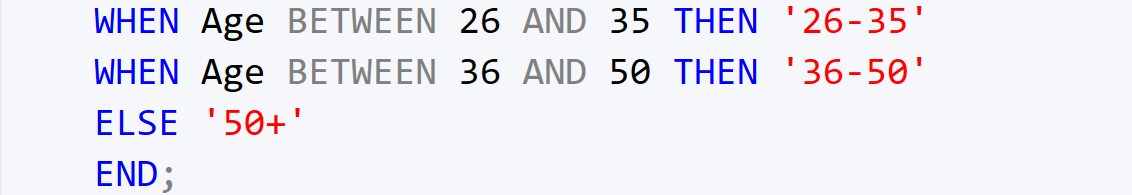 WHEN Age BETWEEN 26 AND 35 THEN '26-35'
WHEN Age BETWEEN 36 AND 50 THEN '36-50'
ELSE '50+'
END;